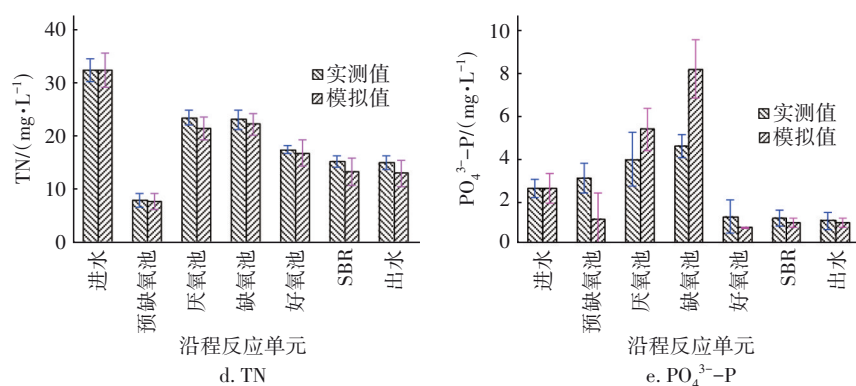 TN/(mg•L⁻¹)
40
30
20
10
0
实测值
模拟值
进水
预缺氧池
厌氧池
缺氧池
好氧池
SBR
出水
沿程反应单元
d. TN
PO₄³⁻-P/(mg•L⁻¹)
10
8
6
4
2
0
实测值
模拟值
进水
预缺氧池
厌氧池
缺氧池
好氧池
SBR
出水
沿程反应单元
e. PO₄³⁻-P